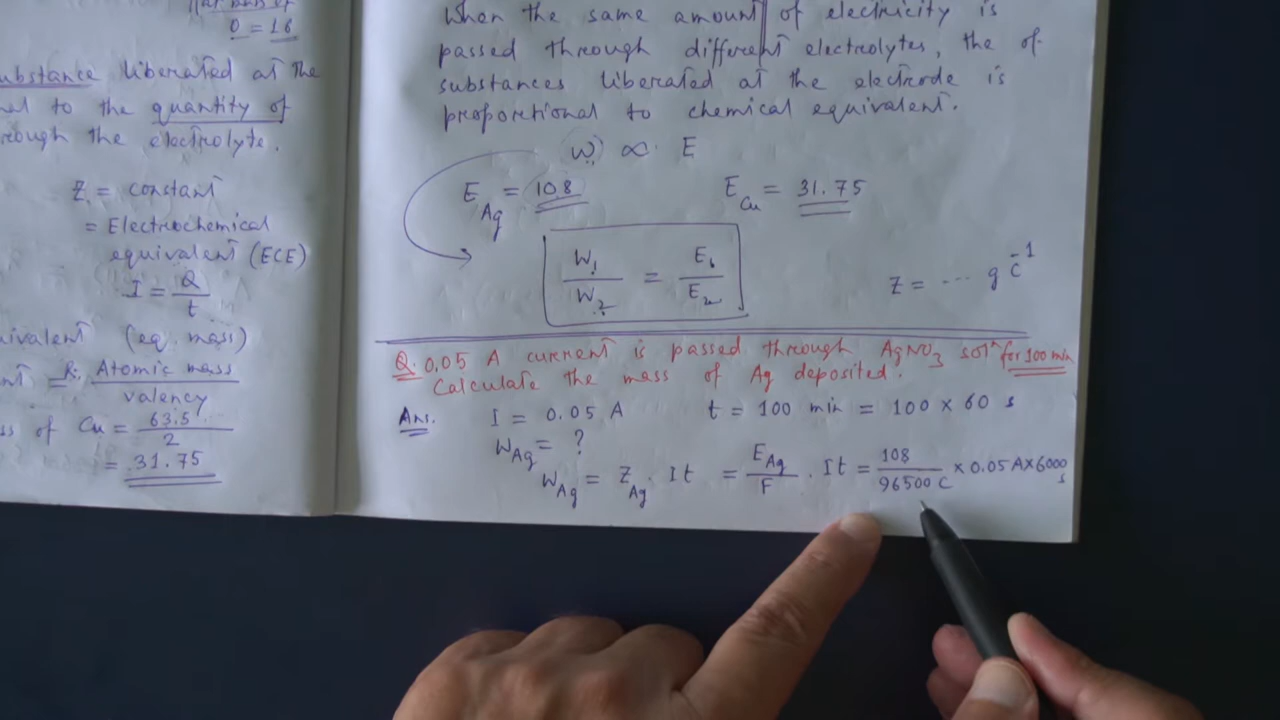 O = 16
substance liberated at the
to the quantity of
through the electrolyte.
Z = constant
= Electrochemical
equivalent (ECE)
I = Q/t
(eq. mass)
= Atomic mass / valency
of Cu = 63.5 / 2
= 31.75
When the same amount of electricity is
passed through different electrolytes, the of
substances liberated at the electrode is
proportional to chemical equivalent.
W ∝ E
E_Ag = 108 E_Cu = 31.75
W₁/W₂ = E₁/E₂
Z = --- g C⁻¹
Q. 0.05 A current is passed through AgNO₃ solⁿ for 100 min
Calculate the mass of Ag deposited.
Ans. I = 0.05 A t = 100 min = 100 × 60 s
W_Ag = ?
W_Ag = Z_Ag . It = E_Ag/F . It = 108/96500 C × 0.05 A × 6000 s